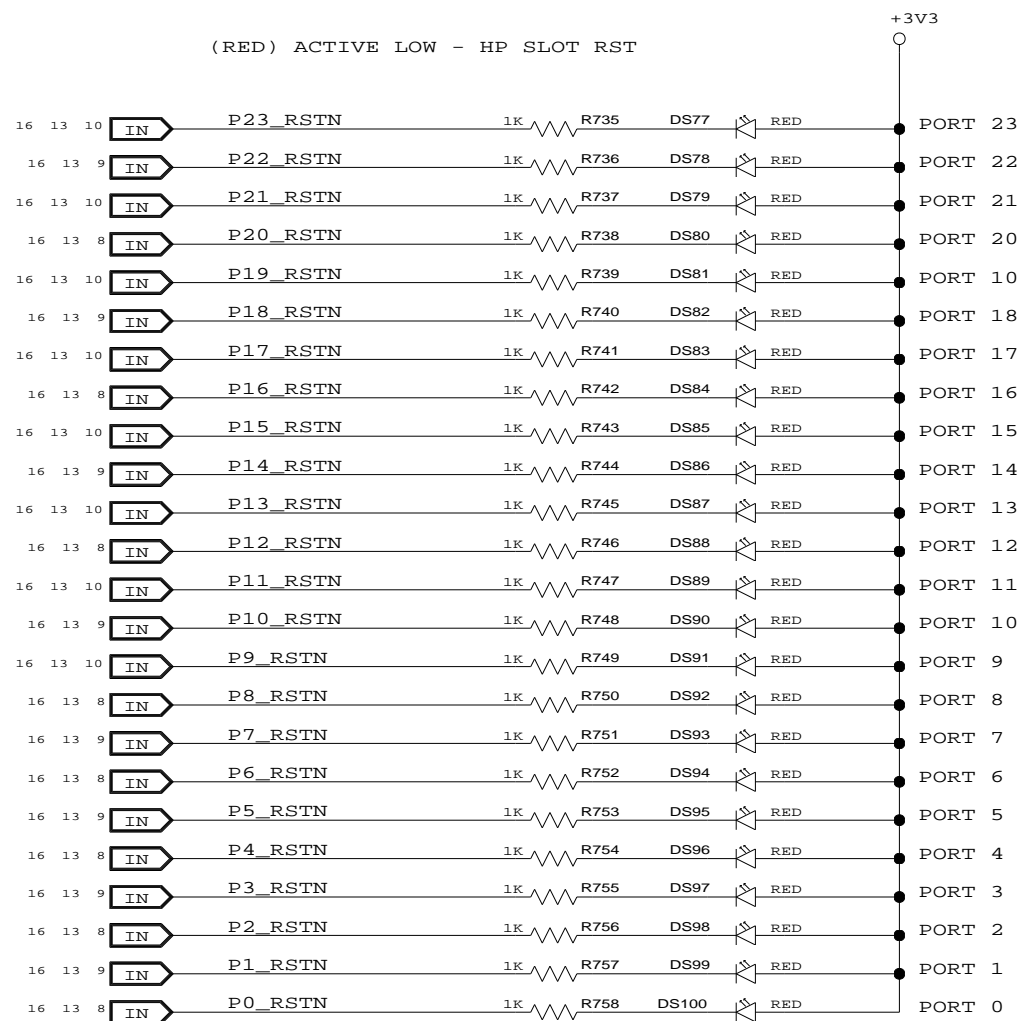 +3V3
(RED) ACTIVE LOW - HP SLOT RST
16 13 10 IN P23_RSTN 1K R735 DS77 RED PORT 23
16 13 9 IN P22_RSTN 1K R736 DS78 RED PORT 22
16 13 10 IN P21_RSTN 1K R737 DS79 RED PORT 21
16 13 8 IN P20_RSTN 1K R738 DS80 RED PORT 20
16 13 10 IN P19_RSTN 1K R739 DS81 RED PORT 10
16 13 9 IN P18_RSTN 1K R740 DS82 RED PORT 18
16 13 10 IN P17_RSTN 1K R741 DS83 RED PORT 17
16 13 8 IN P16_RSTN 1K R742 DS84 RED PORT 16
16 13 10 IN P15_RSTN 1K R743 DS85 RED PORT 15
16 13 9 IN P14_RSTN 1K R744 DS86 RED PORT 14
16 13 10 IN P13_RSTN 1K R745 DS87 RED PORT 13
16 13 8 IN P12_RSTN 1K R746 DS88 RED PORT 12
16 13 10 IN P11_RSTN 1K R747 DS89 RED PORT 11
16 13 9 IN P10_RSTN 1K R748 DS90 RED PORT 10
16 13 10 IN P9_RSTN 1K R749 DS91 RED PORT 9
16 13 8 IN P8_RSTN 1K R750 DS92 RED PORT 8
16 13 9 IN P7_RSTN 1K R751 DS93 RED PORT 7
16 13 8 IN P6_RSTN 1K R752 DS94 RED PORT 6
16 13 9 IN P5_RSTN 1K R753 DS95 RED PORT 5
16 13 8 IN P4_RSTN 1K R754 DS96 RED PORT 4
16 13 9 IN P3_RSTN 1K R755 DS97 RED PORT 3
16 13 8 IN P2_RSTN 1K R756 DS98 RED PORT 2
16 13 9 IN P1_RSTN 1K R757 DS99 RED PORT 1
16 13 8 IN P0_RSTN 1K R758 DS100 RED PORT 0